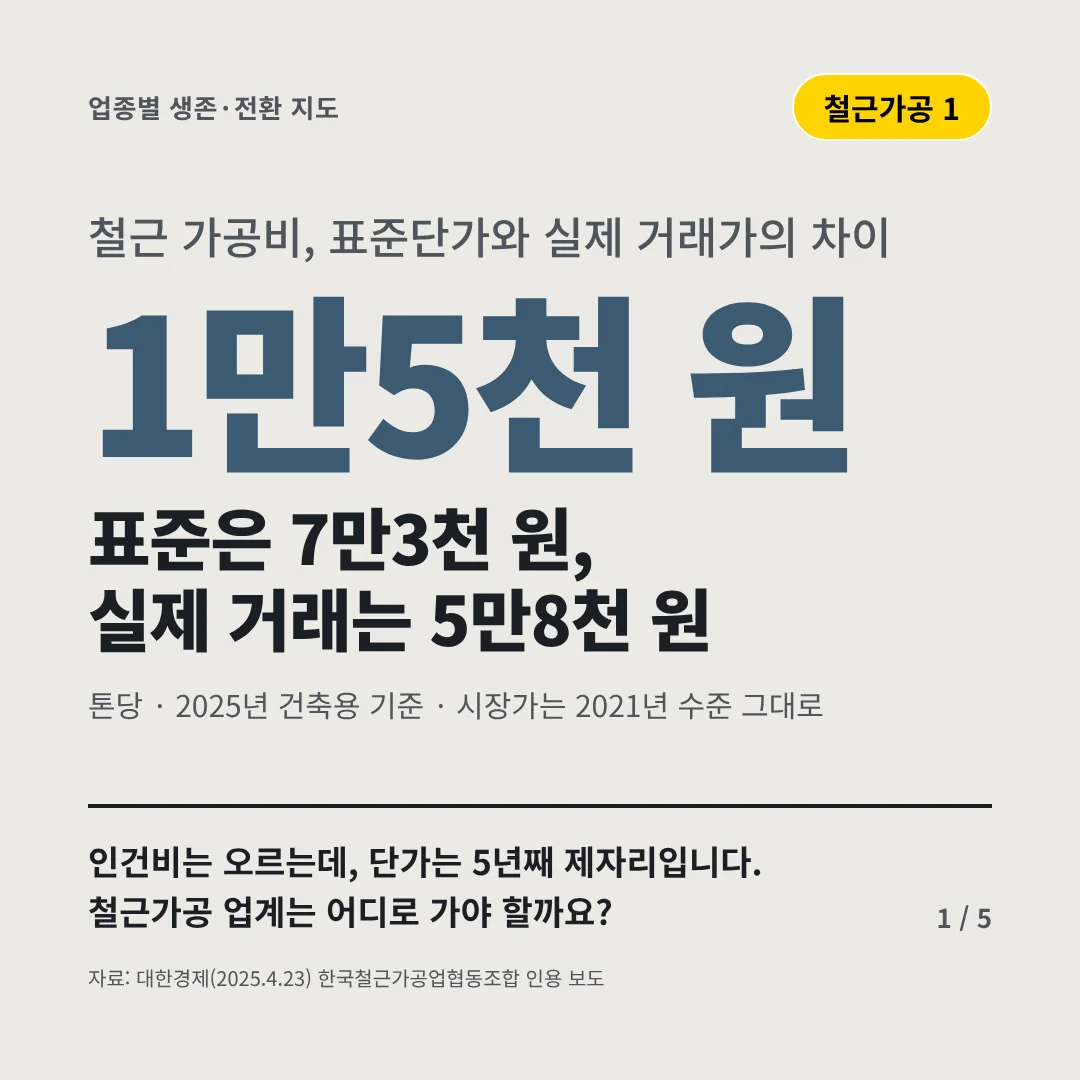 업종별 생존·전환 지도
철근가공 1
철근 가공비, 표준단가와 실제 거래가의 차이
1만5천 원
표준은 7만3천 원,
실제 거래는 5만8천 원
톤당 · 2025년 건축용 기준 · 시장가는 2021년 수준 그대로
인건비는 오르는데, 단가는 5년째 제자리입니다.
철근가공 업계는 어디로 가야 할까요?
1 / 5
자료: 대한경제(2025.4.23) 한국철근가공업협동조합 인용 보도